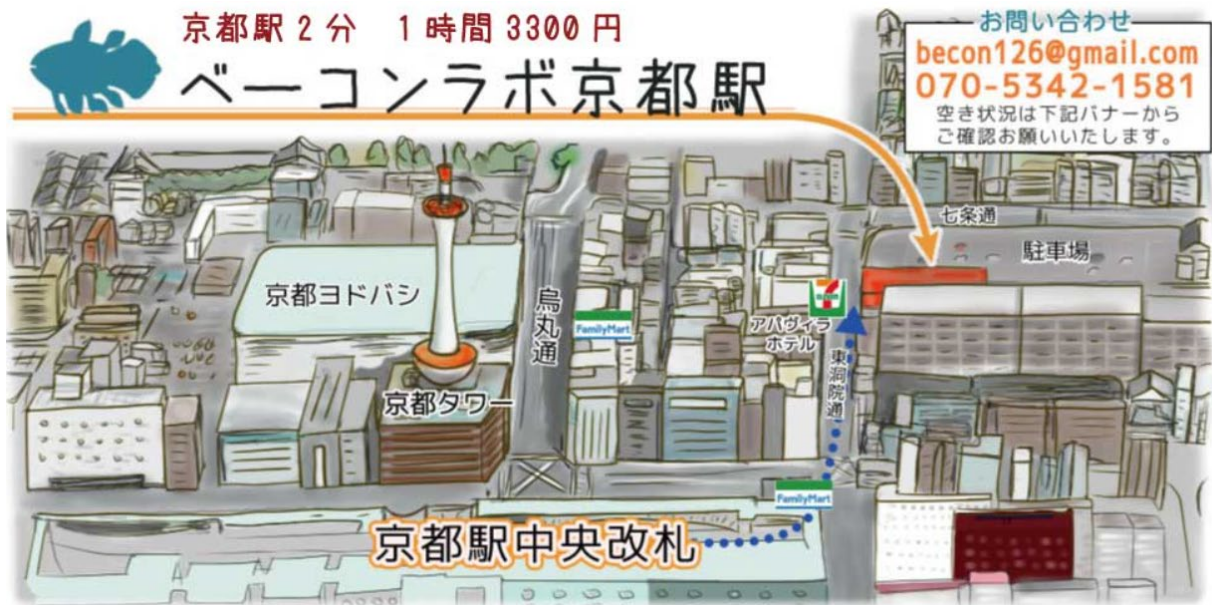 京都駅2分 1時間3300円
ベーコンラボ京都駅
お問い合わせ
becon126@gmail.com
070-5342-1581
空き状況は下記バナーから
ご確認お願いいたします。
七条通
駐車場
京都ヨドバシ
烏丸通
FamilyMart
7
アパヴィラ
ホテル
東洞院通
京都タワー
FamilyMart
京都駅中央改札